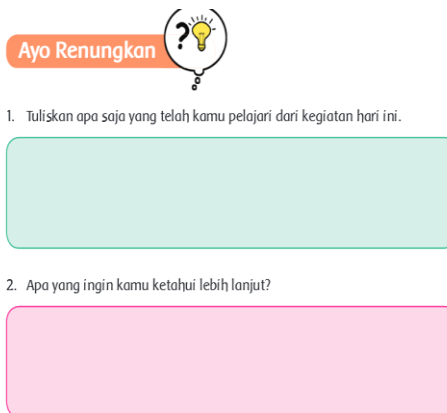 Ayo Renungkan
1. Tuliskan apa saja yang telah kamu pelajari dari kegiatan hari ini.
2. Apa yang ingin kamu ketahui lebih lanjut?